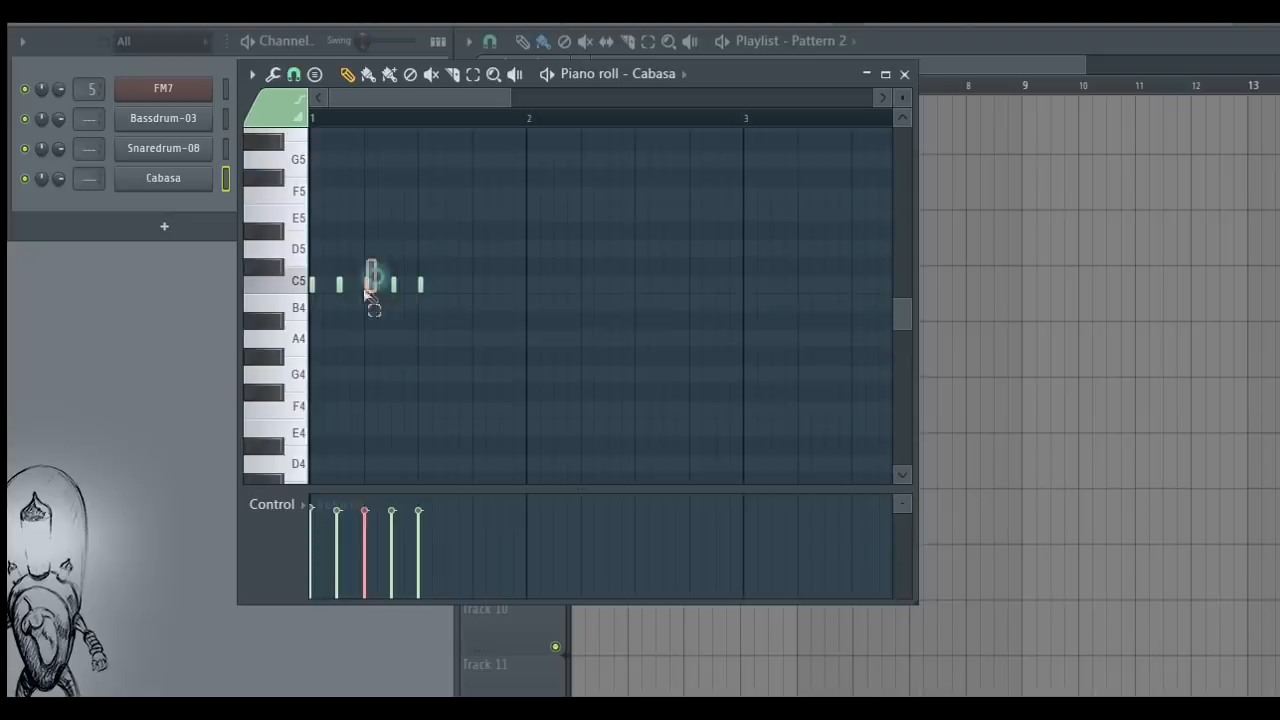 All
Channel..
Swing
Playlist - Pattern 2
5
FM7
Bassdrum-03
Snaredrum-08
Cabasa
+
Piano roll - Cabasa
1
2
3
8
9
10
11
12
13
G5
F5
E5
D5
C5
B4
A4
G4
F4
E4
D4
Control
Track 10
Track 11